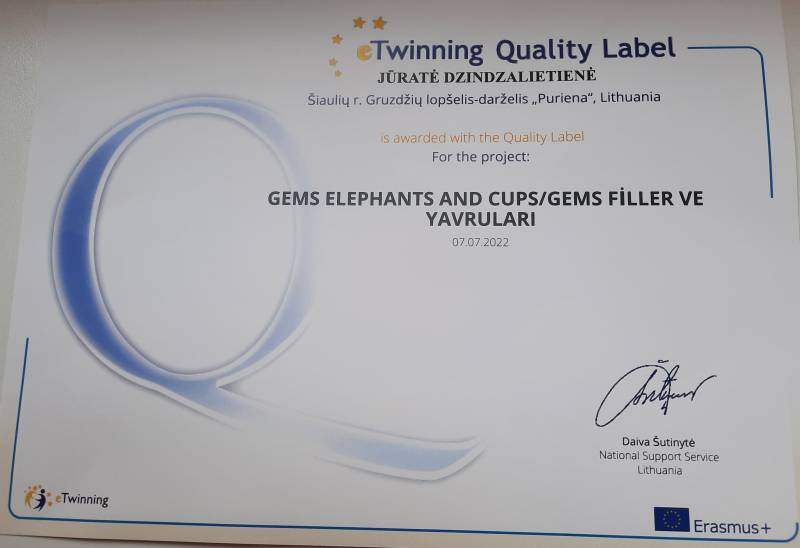 eTwinning Quality Label
JŪRATĖ DZINDZALIETIENĖ
Šiaulių r. Gruzdžių lopšelis-darželis „Puriena“, Lithuania
is awarded with the Quality Label
For the project:
GEMS ELEPHANTS AND CUPS/GEMS FİLLER VE
YAVRULARI
07.07.2022
Daiva Šutinytė
National Support Service
Lithuania
eTwinning
Erasmus+